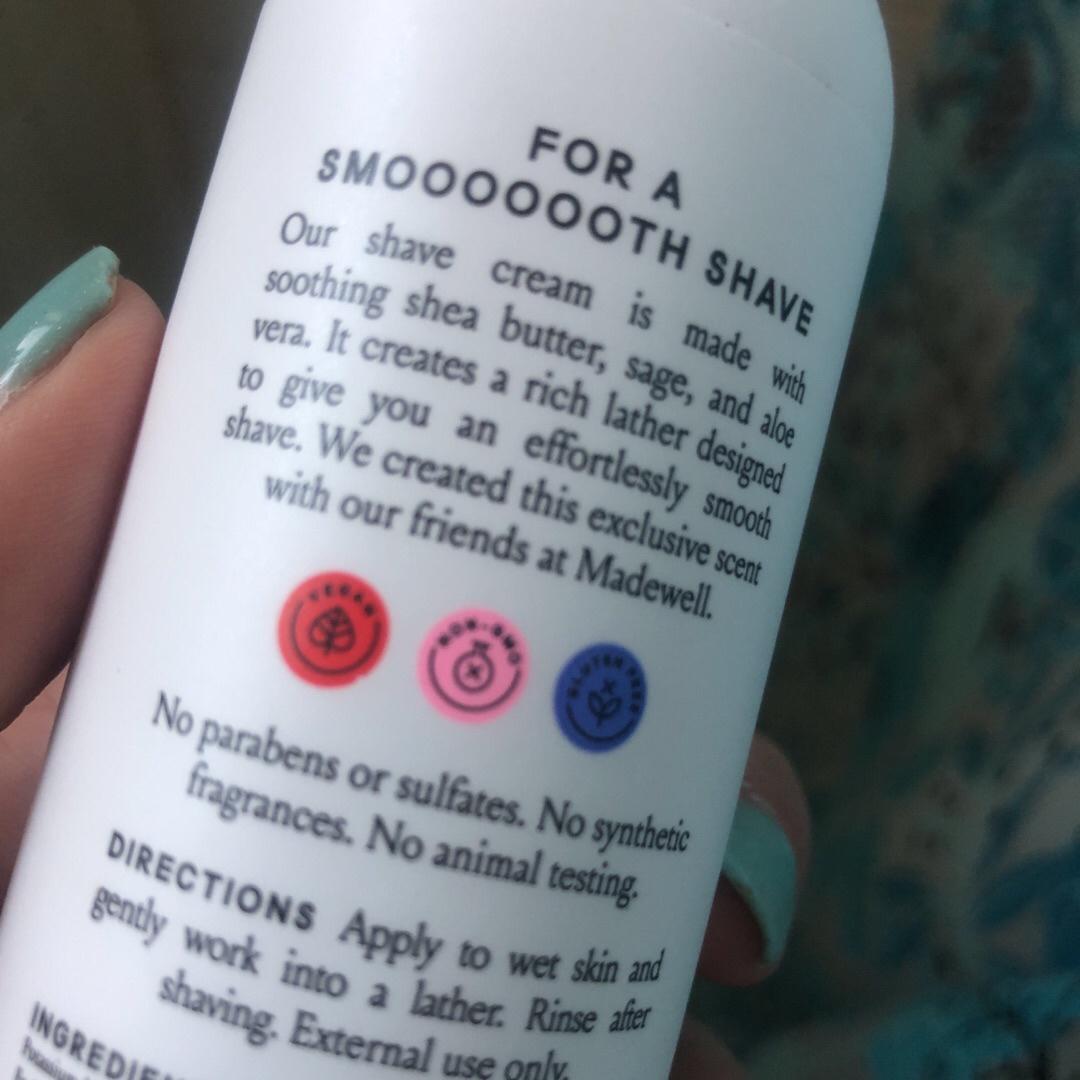 FOR A
SMOOOOOOTH SHAVE
Our shave cream is made with
soothing shea butter, sage, and aloe
vera. It creates a rich lather designed
to give you an effortlessly smooth
shave. We created this exclusive scent
with our friends at Madewell.
VEGAN
NON-GMO
GLUTEN FREE
No parabens or sulfates. No synthetic
fragrances. No animal testing.
DIRECTIONS Apply to wet skin and
gently work into a lather. Rinse after
shaving. External use only.